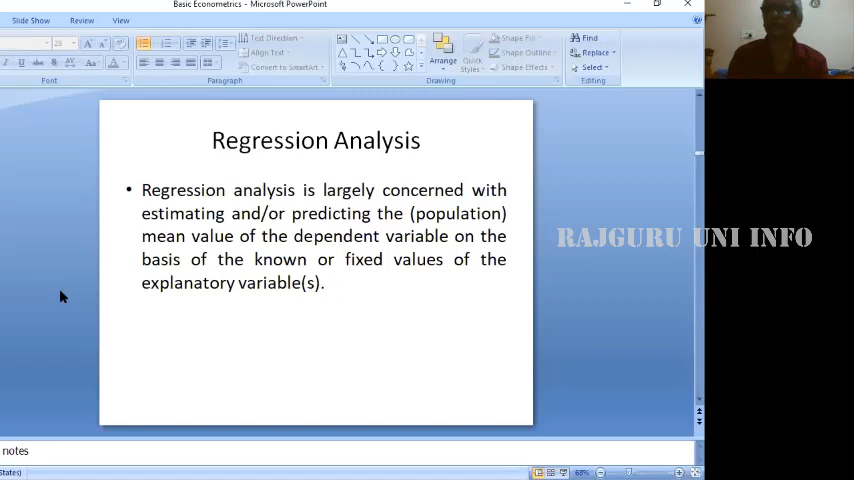 Basic Econometrics - Microsoft PowerPoint
Slide Show Review View
28 Text Direction Shape Fill Find
Align Text Shape Outline Replace
Convert to SmartArt Arrange Quick Styles Shape Effects Select
Font Paragraph Drawing Editing
Regression Analysis
• Regression analysis is largely concerned with
estimating and/or predicting the (population)
mean value of the dependent variable on the
basis of the known or fixed values of the
explanatory variable(s).
RAJGURU UNI INFO
notes
States) 68%